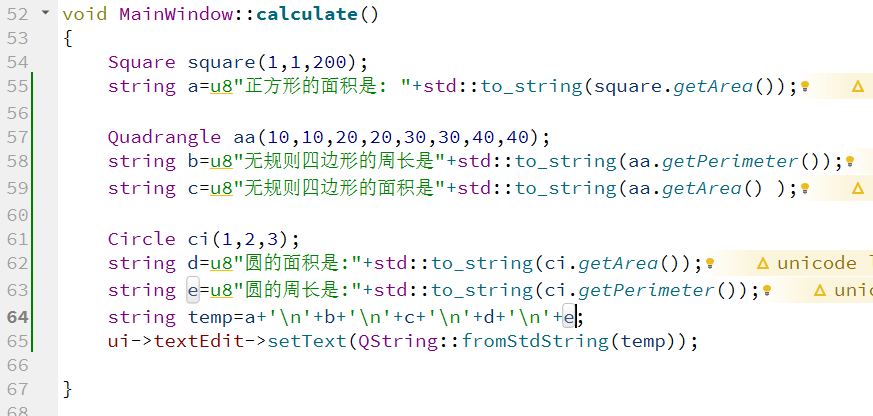 52 void MainWindow::calculate()
53 {
54 Square square(1,1,200);
55 string a=u8"正方形的面积是: "+std::to_string(square.getArea());
56
57 Quadrangle aa(10,10,20,20,30,30,40,40);
58 string b=u8"无规则四边形的周长是"+std::to_string(aa.getPerimeter());
59 string c=u8"无规则四边形的面积是"+std::to_string(aa.getArea() );
60
61 Circle ci(1,2,3);
62 string d=u8"圆的面积是:"+std::to_string(ci.getArea()); unicode l
63 string e=u8"圆的周长是:"+std::to_string(ci.getPerimeter()); unic
64 string temp=a+'\n'+b+'\n'+c+'\n'+d+'\n'+e;
65 ui->textEdit->setText(QString::fromStdString(temp));
66
67 }
68